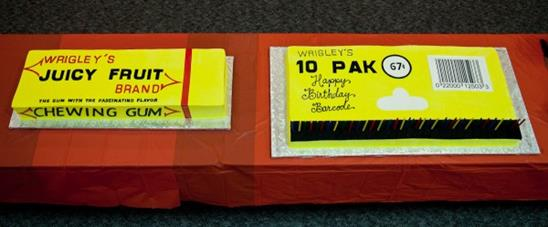 WRIGLEY'S
JUICY FRUIT
BRAND
THE GUM WITH THE FASCINATING FLAVOR
CHEWING GUM
WRIGLEY'S
10 PAK
67¢
Happy
Birthday
Barcode
0 22000 12503 3